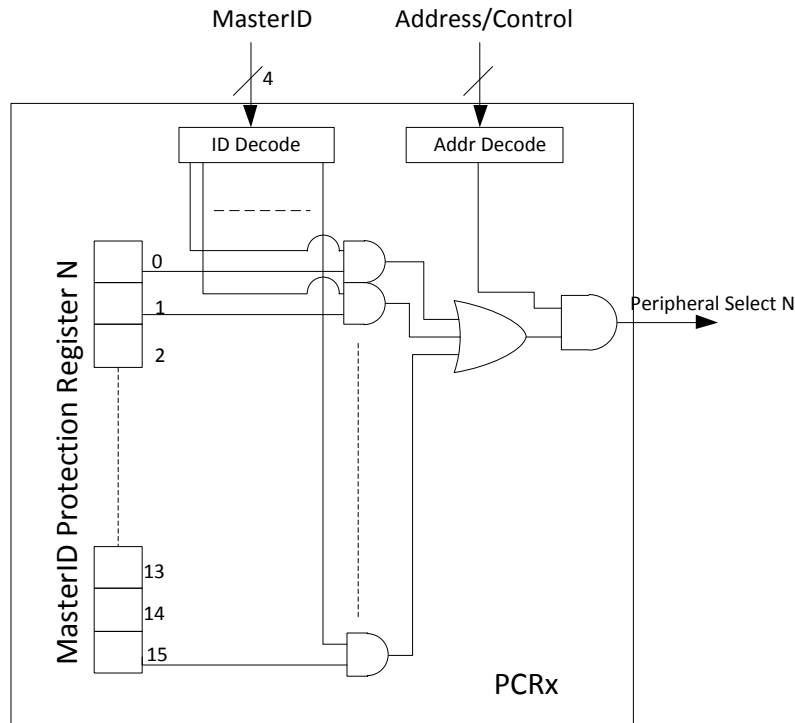 MasterID
Address/Control
4
ID Decode
Addr Decode
MasterID Protection Register N
0
1
2
13
14
15
Peripheral Select N
PCRx